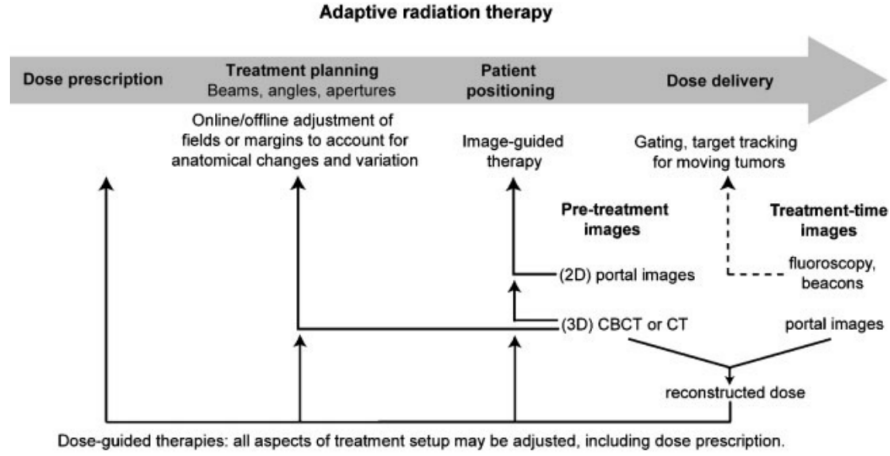 Adaptive radiation therapy
Dose prescription
Treatment planning
Beams, angles, apertures
Patient
positioning
Dose delivery
Online/offline adjustment of
fields or margins to account for
anatomical changes and variation
Image-guided
therapy
Gating, target tracking
for moving tumors
Pre-treatment
images
Treatment-time
images
(2D) portal images
fluoroscopy,
beacons
(3D) CBCT or CT
portal images
reconstructed dose
Dose-guided therapies: all aspects of treatment setup may be adjusted, including dose prescription.